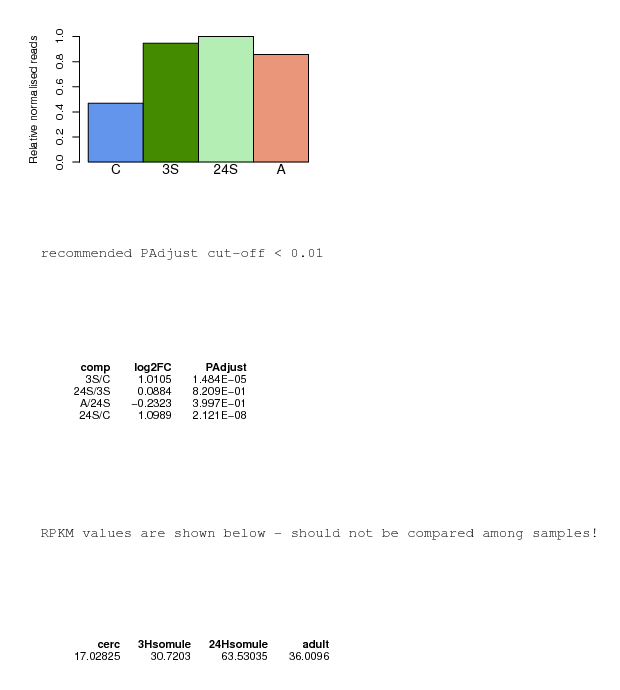 Relative normalised reads
1.0
0.8
0.6
0.4
0.2
0.0
C 3S 24S A
recommended PAdjust cut-off < 0.01
comp log2FC PAdjust
3S/C 1.0105 1.484E−05
24S/3S 0.0884 8.209E−01
A/24S −0.2323 3.997E−01
24S/C 1.0989 2.121E−08
RPKM values are shown below - should not be compared among samples!
cerc 3Hsomule 24Hsomule adult
17.02825 30.7203 63.53035 36.0096